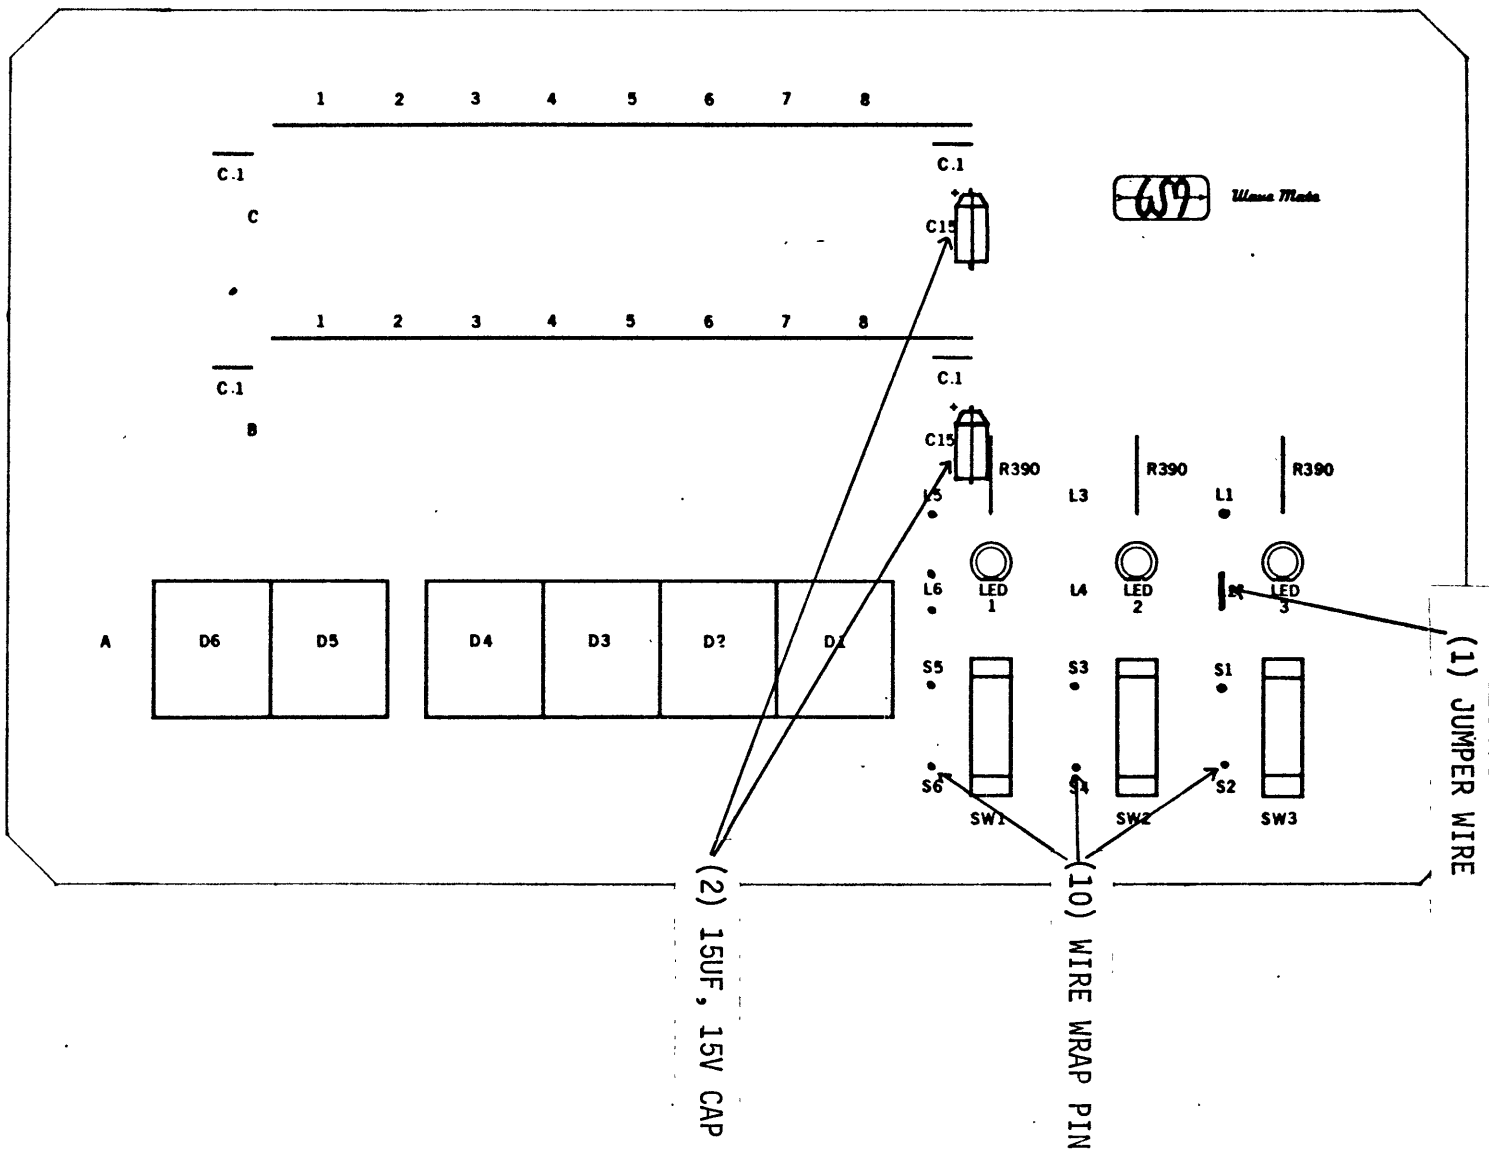 1 2 3 4 5 6 7 8
C.1
C.1
WM Wave Mate
C
C15
1 2 3 4 5 6 7 8
C.1
C.1
B
C15
R390 R390 R390
L5 L3 L1
L6 LED 1 L4 LED 2 LED 3
A D6 D5 D4 D3 D2 D1
S5 S3 S1
S6 S4 S2
SW1 SW2 SW3
(1) JUMPER WIRE
(2) 15UF, 15V CAP
(10) WIRE WRAP PIN